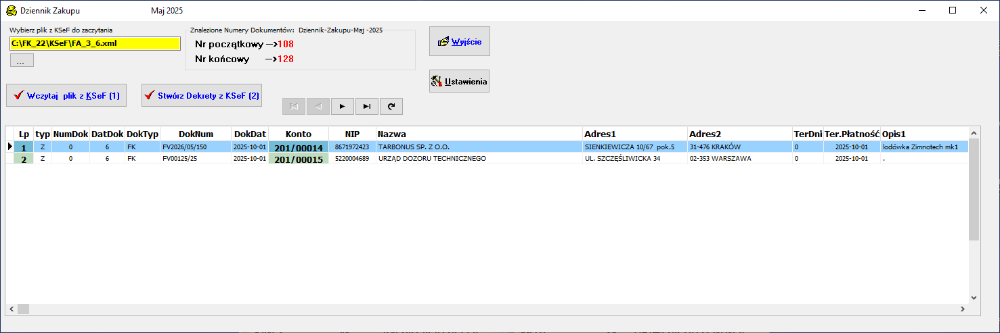 Dziennik Zakupu Maj 2025
Wybierz plik z KSeF do zaczytania
C:\FK_22\KSeF\FA_3_6.xml
...
Znalezione Numery Dokumentów: Dziennik-Zakupu-Maj -2025
Nr początkowy -->108
Nr końcowy -->128
Wyjście
Ustawienia
Wczytaj plik z KSeF (1)
Stwórz Dekrety z KSeF (2)
Lp typ NumDok DatDok DokTyp DokNum DokDat Konto NIP Nazwa Adres1 Adres2 TerDni Ter.Płatność Opis1
1 Z 0 6 FK FV2026/05/150 2025-10-01 201/00014 8671972423 TARBONUS SP. Z O.O. SIENKIEWICZA 10/67 pok.5 31-476 KRAKÓW 0 2025-10-01 lodówka Zimnotech mk1
2 Z 0 6 FK FV00125/25 2025-10-01 201/00015 5220004689 URZĄD DOZORU TECHNICZNEGO UL. SZCZĘŚLIWICKA 34 02-353 WARSZAWA 0 2025-10-01 .